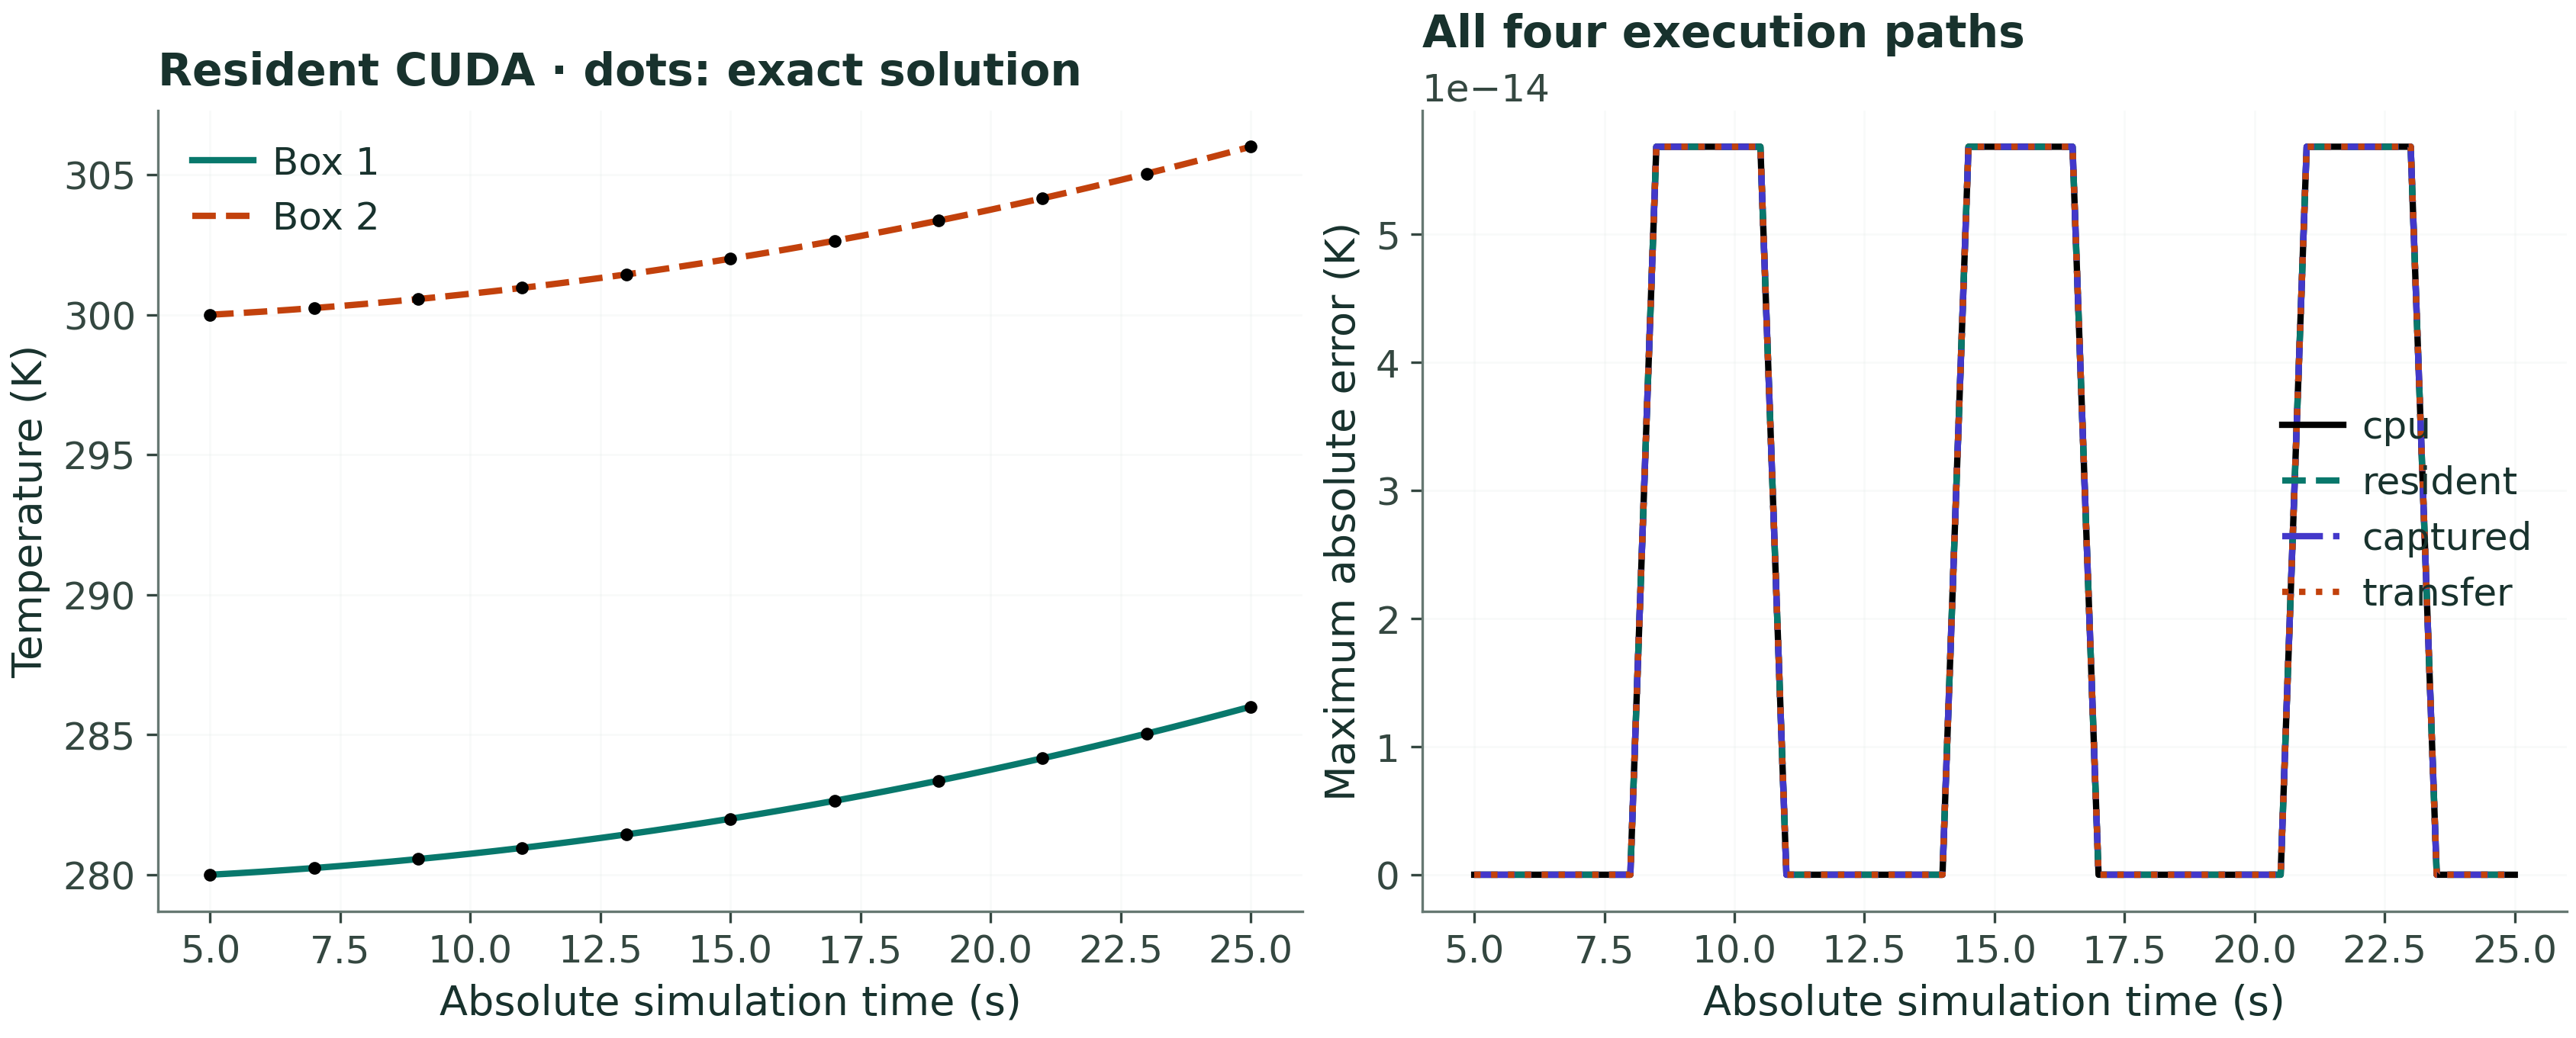 Resident CUDA · dots: exact solution
Box 1
Box 2
Temperature (K)
305
300
295
290
285
280
5.0 7.5 10.0 12.5 15.0 17.5 20.0 22.5 25.0
Absolute simulation time (s)
All four execution paths
1e−14
Maximum absolute error (K)
5
4
3
2
1
0
cpu
resident
captured
transfer
5.0 7.5 10.0 12.5 15.0 17.5 20.0 22.5 25.0
Absolute simulation time (s)